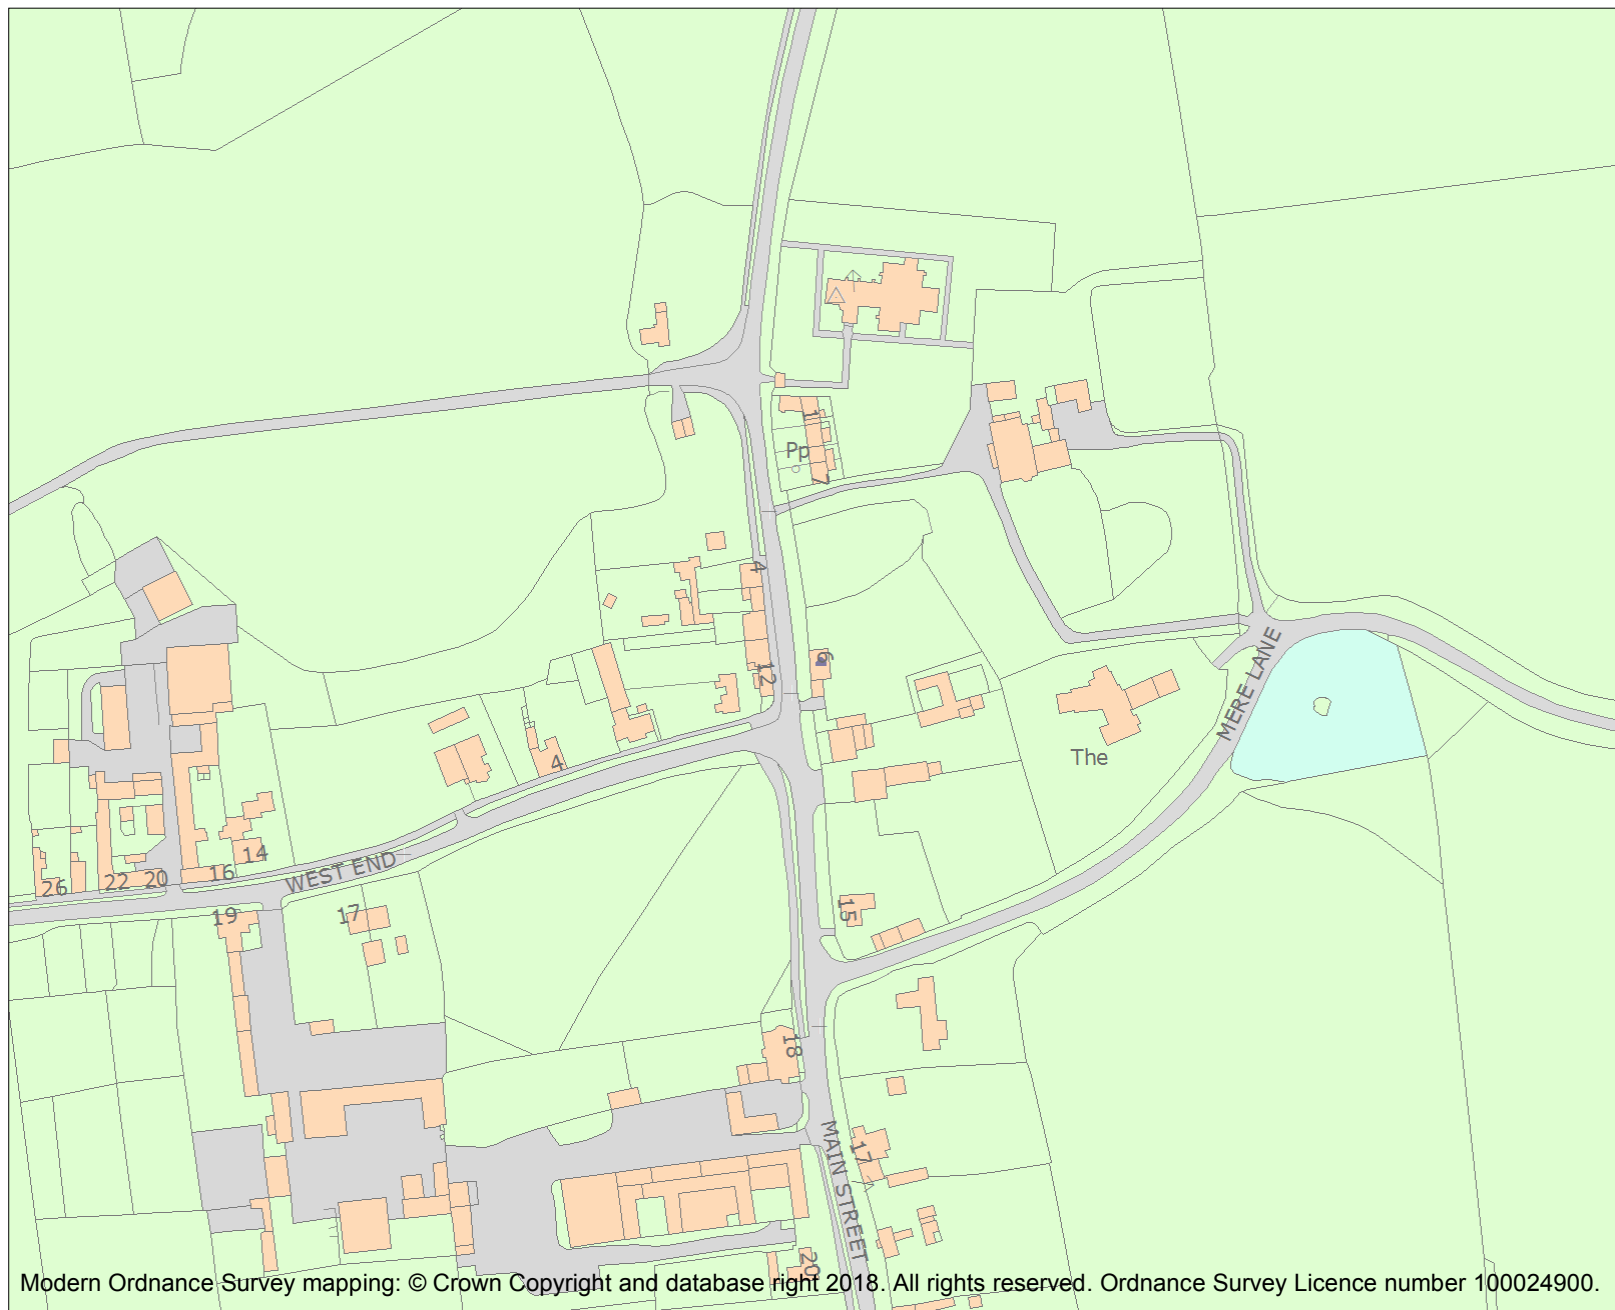 1
Pp
7
4
6
12
MERE LANE
The
4
14
WEST END
16
20
22
26
19
17
15
18
MAIN STREET
17
20
Modern Ordnance Survey mapping: © Crown Copyright and database right 2018. All rights reserved. Ordnance Survey Licence number 100024900.